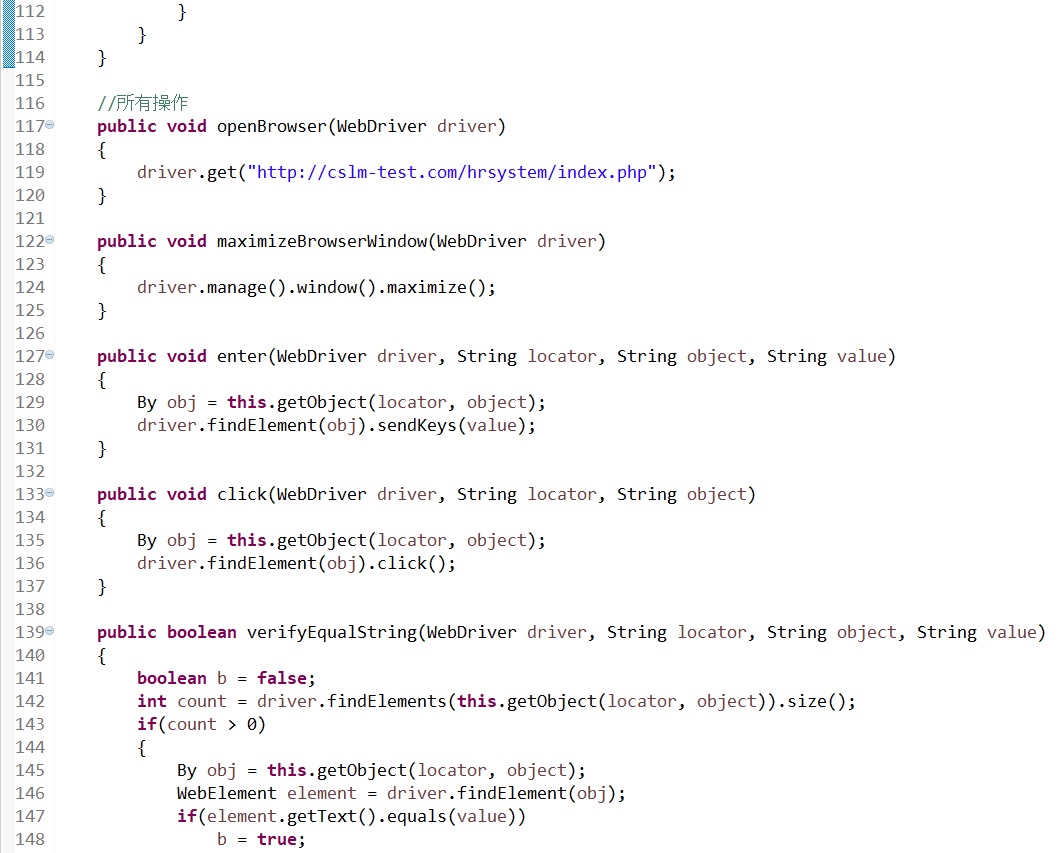 112            }
113        }
114    }
115
116    //所有操作
117    public void openBrowser(WebDriver driver)
118    {
119        driver.get("http://cslm-test.com/hrsystem/index.php");
120    }
121
122    public void maximizeBrowserWindow(WebDriver driver)
123    {
124        driver.manage().window().maximize();
125    }
126
127    public void enter(WebDriver driver, String locator, String object, String value)
128    {
129        By obj = this.getObject(locator, object);
130        driver.findElement(obj).sendKeys(value);
131    }
132
133    public void click(WebDriver driver, String locator, String object)
134    {
135        By obj = this.getObject(locator, object);
136        driver.findElement(obj).click();
137    }
138
139    public boolean verifyEqualString(WebDriver driver, String locator, String object, String value)
140    {
141        boolean b = false;
142        int count = driver.findElements(this.getObject(locator, object)).size();
143        if(count > 0)
144        {
145            By obj = this.getObject(locator, object);
146            WebElement element = driver.findElement(obj);
147            if(element.getText().equals(value))
148                b = true;